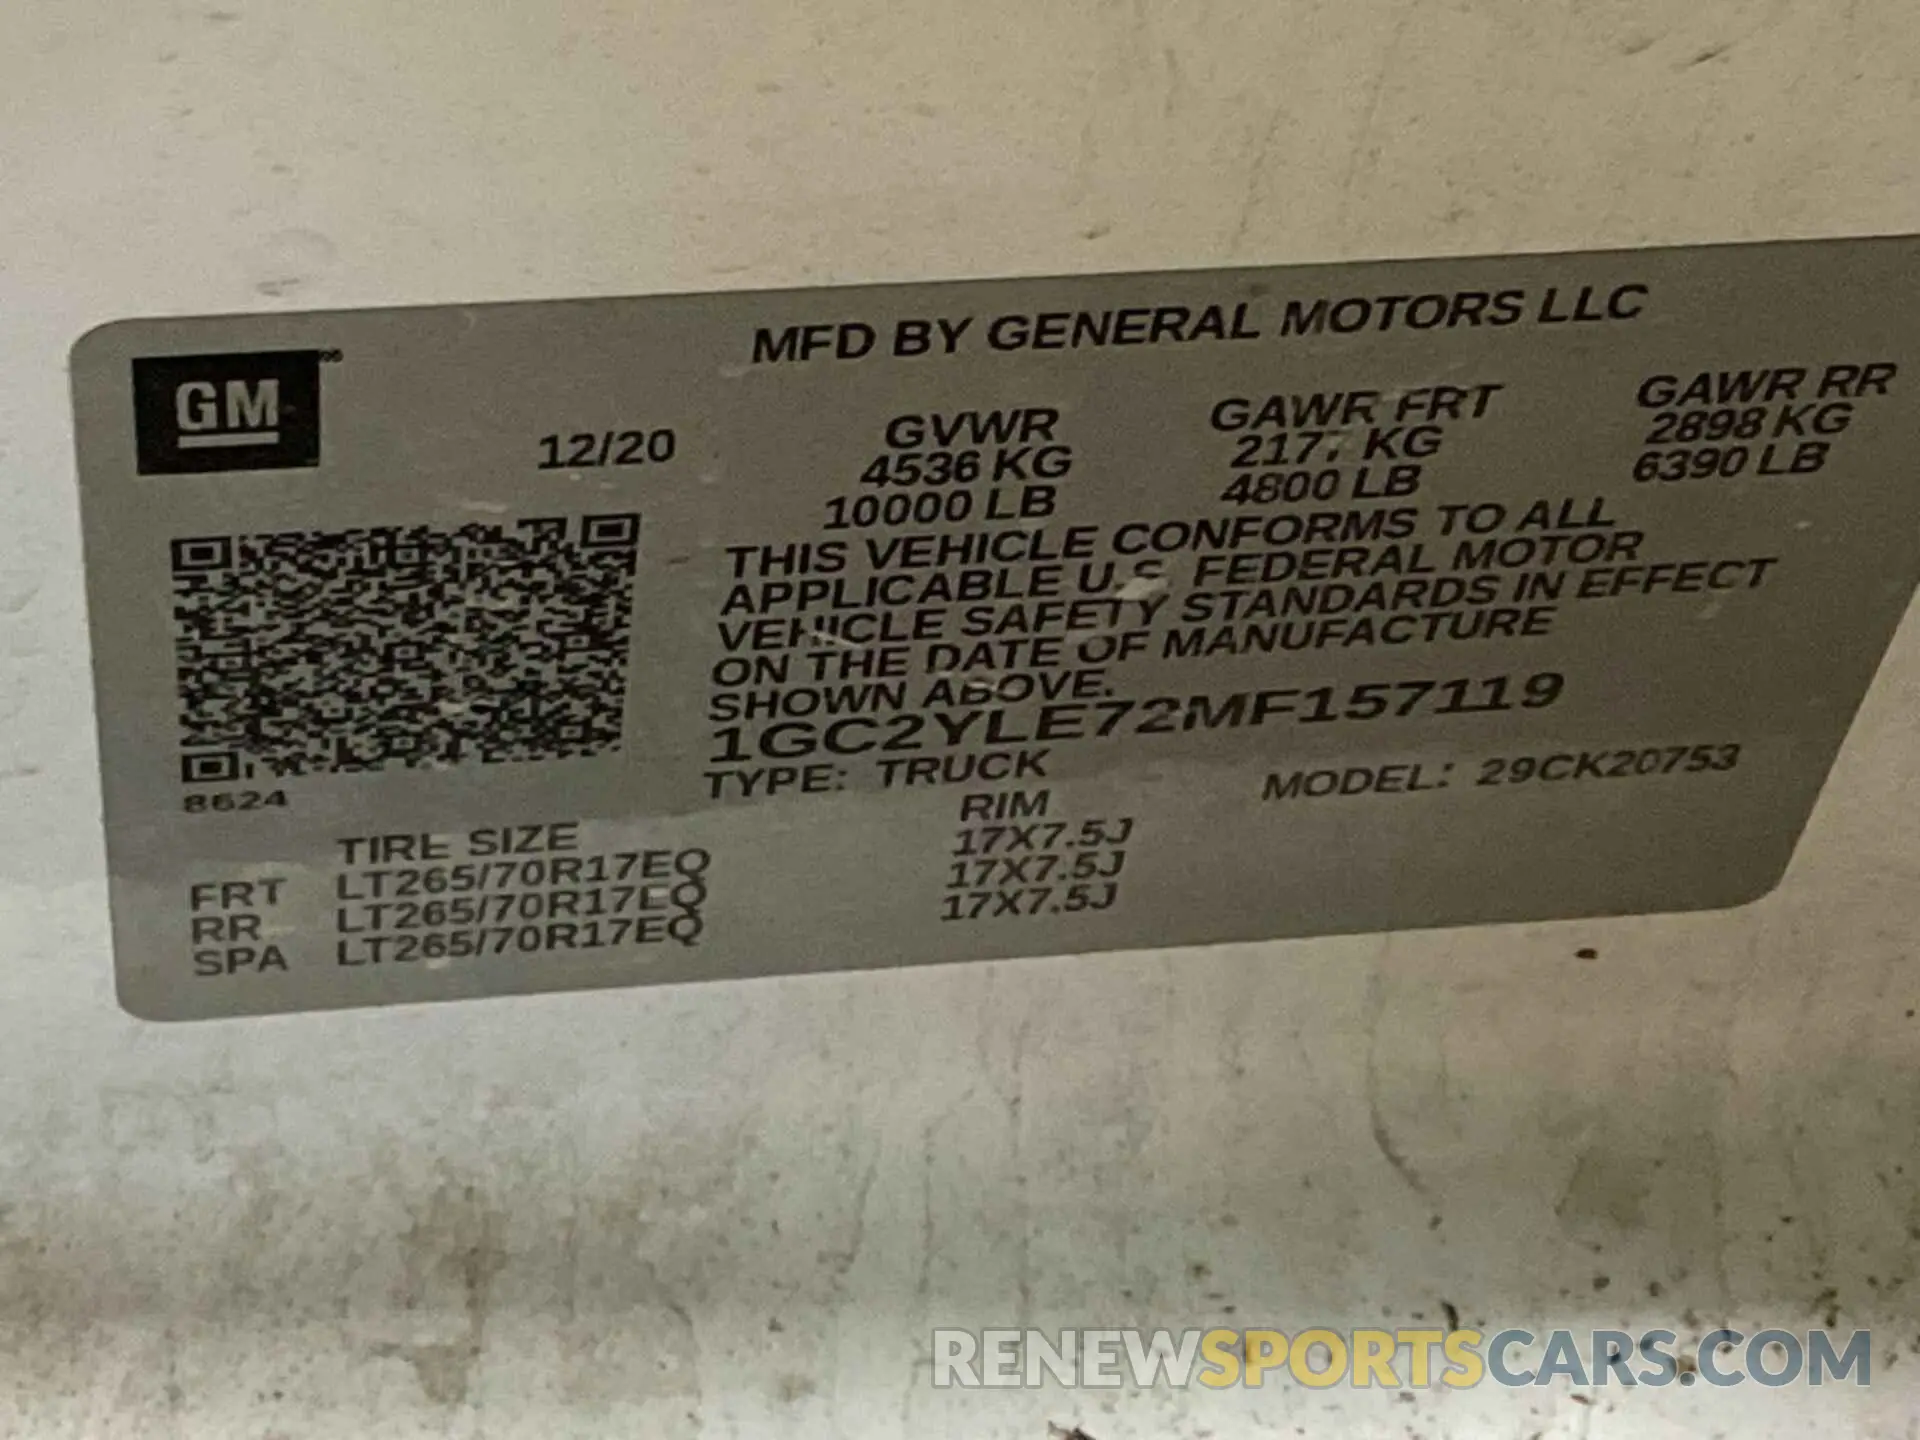 MFD BY GENERAL MOTORS LLC
GM
12/20
GVWR GAWR FRT GAWR RR
4536 KG 2177 KG 2898 KG
10000 LB 4800 LB 6390 LB
THIS VEHICLE CONFORMS TO ALL
APPLICABLE U.S. FEDERAL MOTOR
VEHICLE SAFETY STANDARDS IN EFFECT
ON THE DATE OF MANUFACTURE
SHOWN ABOVE.
1GC2YLE72MF157119
TYPE: TRUCK MODEL: 29CK20753
8624
TIRE SIZE RIM
FRT LT265/70R17EQ 17X7.5J
RR LT265/70R17EQ 17X7.5J
SPA LT265/70R17EQ 17X7.5J
RENEWSPORTSCARS.COM